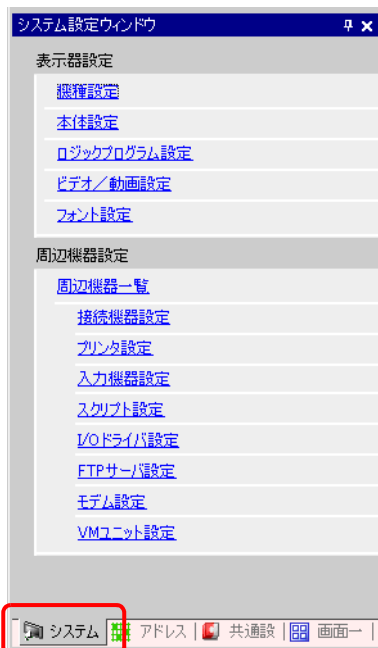 システム設定ウィンドウ
表示器設定
機種設定
本体設定
ロジックプログラム設定
ビデオ／動画設定
フォント設定
周辺機器設定
周辺機器一覧
接続機器設定
プリンタ設定
入力機器設定
スクリプト設定
I/Oドライバ設定
FTPサーバ設定
モデム設定
VMユニット設定
システム アドレス 共通設 画面一